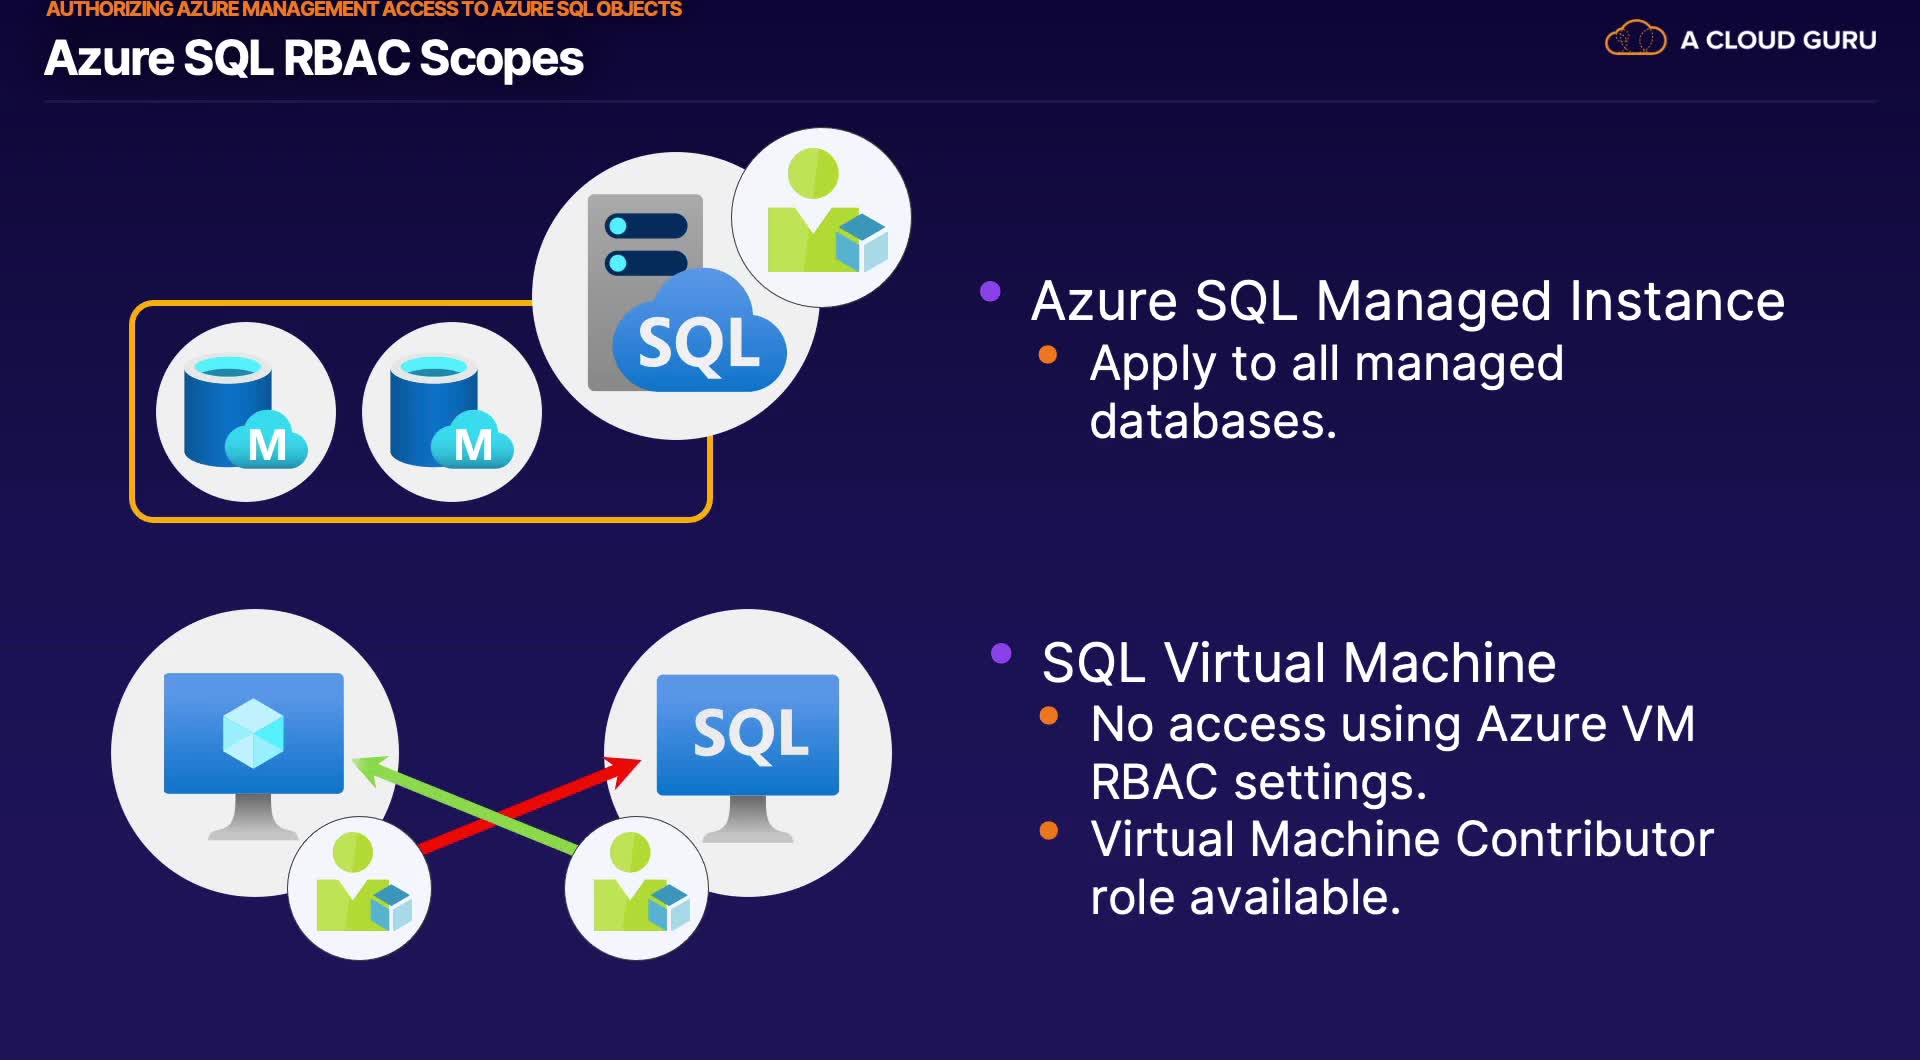 AUTHORIZING AZURE MANAGEMENT ACCESS TO AZURE SQL OBJECTS
Azure SQL RBAC Scopes
A CLOUD GURU
SQL
M
M
Azure SQL Managed Instance
Apply to all managed
databases.
SQL
SQL Virtual Machine
No access using Azure VM
RBAC settings.
Virtual Machine Contributor
role available.